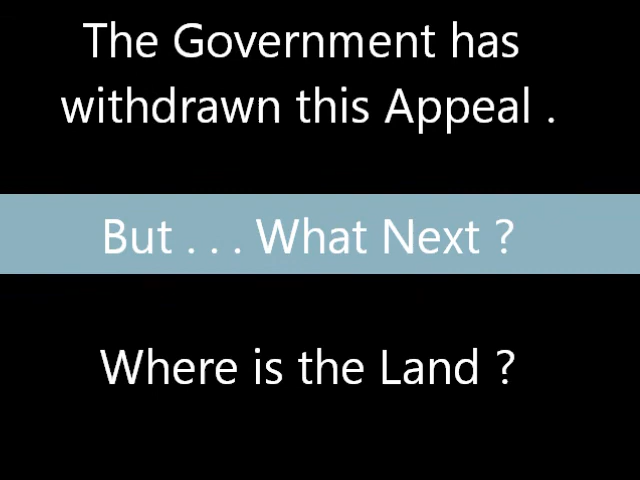 The Government has
withdrawn this Appeal .
But . . . What Next ?
Where is the Land ?